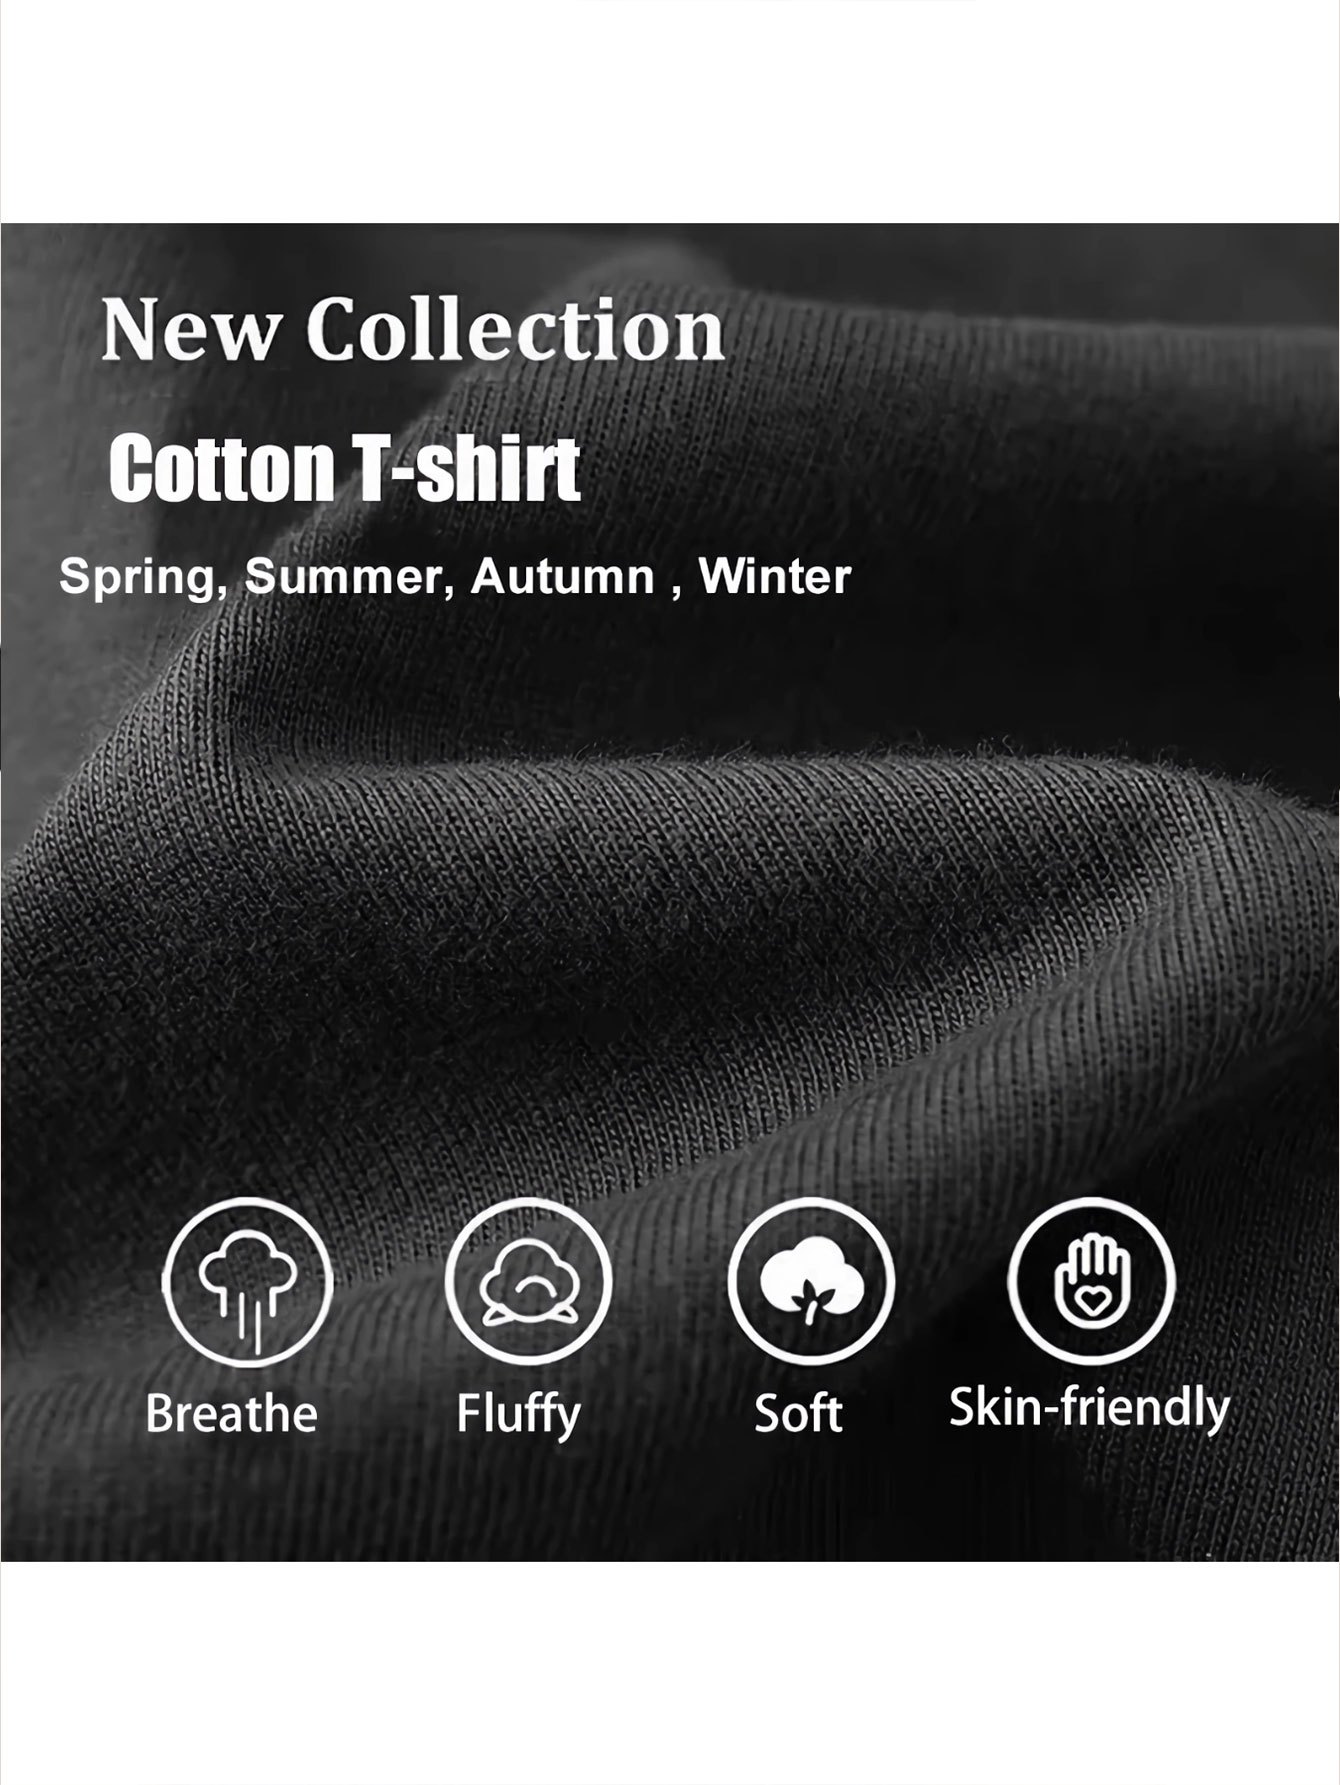 New Collection
Cotton T-shirt
Spring, Summer, Autumn , Winter
Breathe
Fluffy
Soft
Skin-friendly